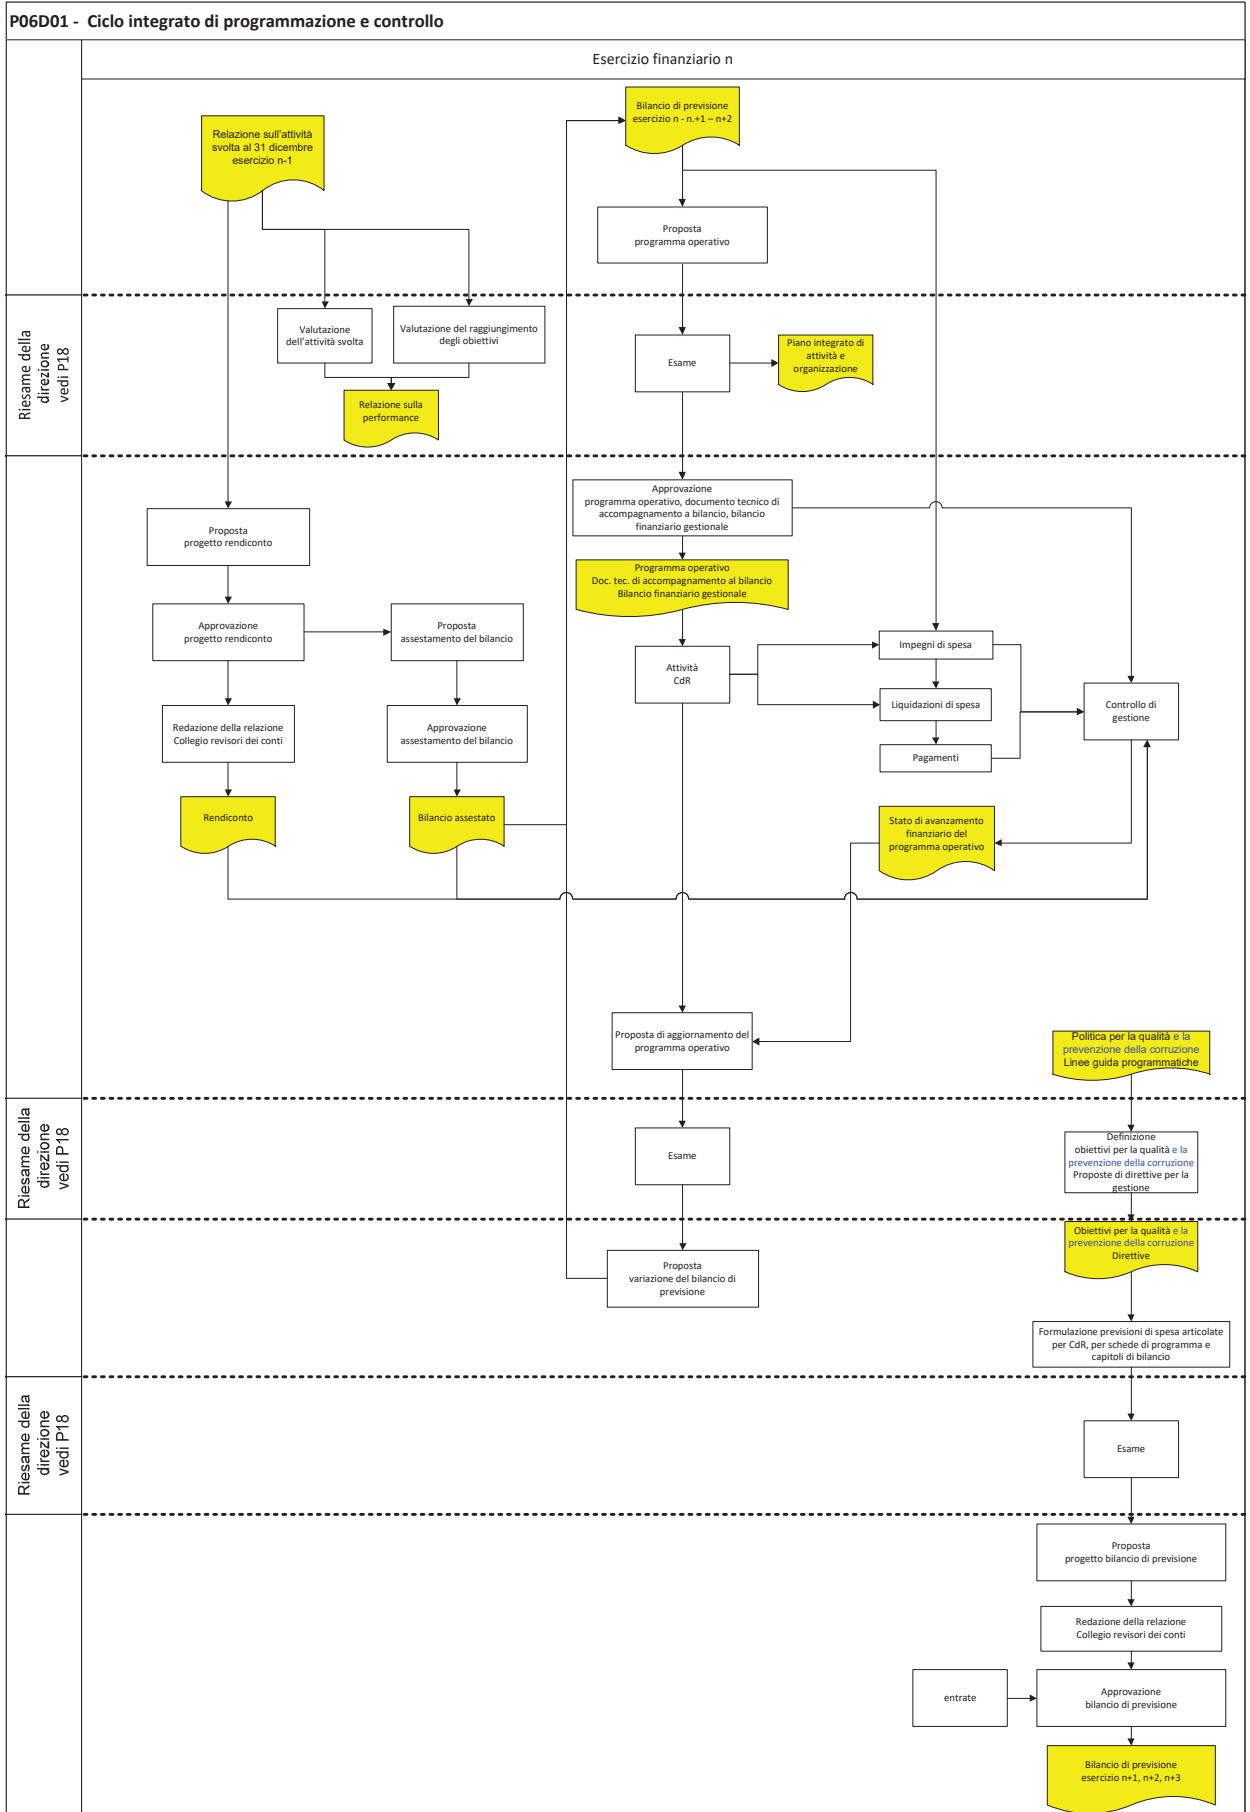 P06D01 - Ciclo integrato di programmazione e controllo
Esercizio finanziario n
Relazione sull'attività
svolta al 31 dicembre
esercizio n-1
Bilancio di previsione
esercizio n - n.+1 – n+2
Proposta
programma operativo
Riesame della
direzione
vedi P18
Valutazione
dell'attività svolta
Valutazione del raggiungimento
degli obiettivi
Relazione sulla
performance
Esame
Piano integrato di
attività e
organizzazione
Proposta
progetto rendiconto
Approvazione
progetto rendiconto
Redazione della relazione
Collegio revisori dei conti
Rendiconto
Proposta
assestamento del bilancio
Approvazione
assestamento del bilancio
Bilancio assestato
Approvazione
programma operativo, documento tecnico di
accompagnamento a bilancio, bilancio
finanziario gestionale
Programma operativo
Doc. tec. di accompagnamento al bilancio
Bilancio finanziario gestionale
Attività
CdR
Impegni di spesa
Liquidazioni di spesa
Pagamenti
Controllo di
gestione
Stato di avanzamento
finanziario del
programma operativo
Proposta di aggiornamento del
programma operativo
Politica per la qualità e la
prevenzione della corruzione
Linee guida programmatiche
Riesame della
direzione
vedi P18
Esame
Definizione
obiettivi per la qualità e la
prevenzione della corruzione
Proposte di direttive per la
gestione
Proposta
variazione del bilancio di
previsione
Obiettivi per la qualità e la
prevenzione della corruzione
Direttive
Formulazione previsioni di spesa articolate
per CdR, per schede di programma e
capitoli di bilancio
Riesame della
direzione
vedi P18
Esame
Proposta
progetto bilancio di previsione
Redazione della relazione
Collegio revisori dei conti
entrate
Approvazione
bilancio di previsione
Bilancio di previsione
esercizio n+1, n+2, n+3